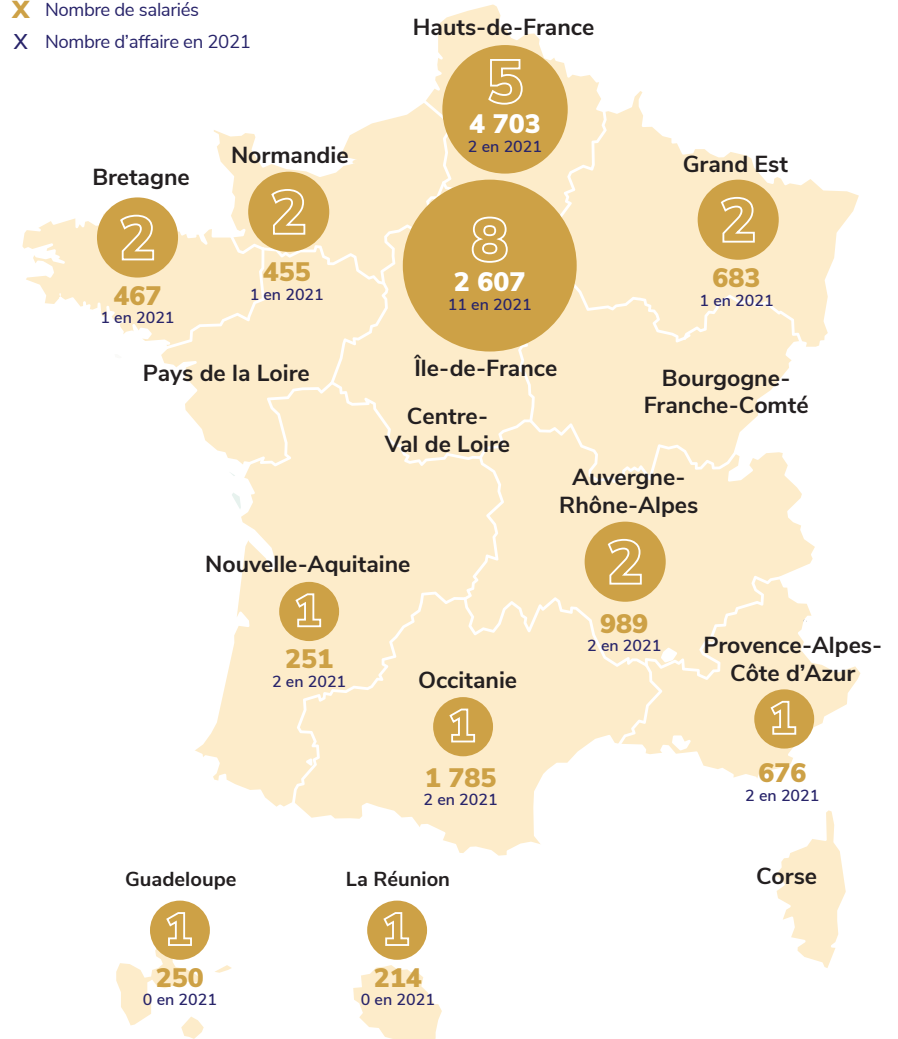 X Nombre de salariés
X Nombre d’affaire en 2021
Hauts-de-France
5
4 703
2 en 2021
Normandie
2
455
1 en 2021
Bretagne
2
467
1 en 2021
Grand Est
2
683
1 en 2021
8
2 607
11 en 2021
Île-de-France
Pays de la Loire
Bourgogne-
Franche-Comté
Centre-
Val de Loire
Auvergne-
Rhône-Alpes
2
989
2 en 2021
Nouvelle-Aquitaine
1
251
2 en 2021
Provence-Alpes-
Côte d’Azur
1
676
2 en 2021
Occitanie
1
1 785
2 en 2021
Corse
Guadeloupe
1
250
0 en 2021
La Réunion
1
214
0 en 2021